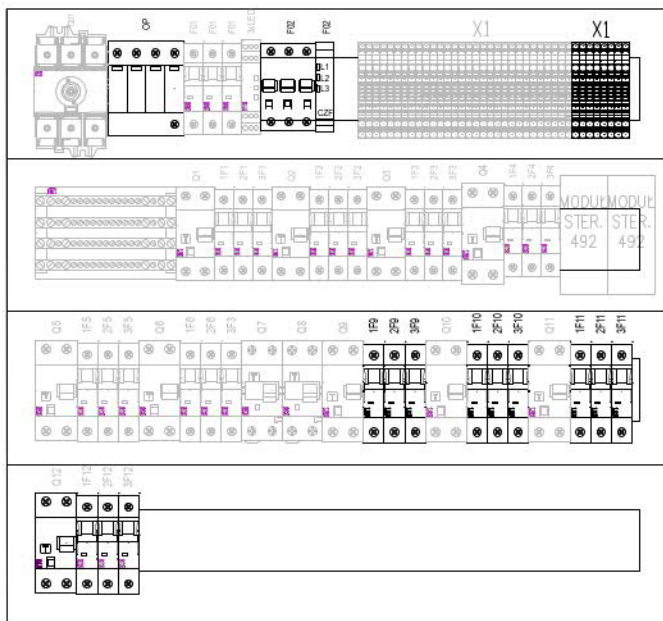 OP
F01
F01
F01
3xLED
F02
F02
X1
X1
L1
L2
L3
CZF
Q1
1F1
2F1
3F1
Q2
1F2
2F2
3F2
Q3
1F3
2F3
3F3
Q4
1F4
2F4
3F4
MODUŁ
STER.
492
MODUŁ
STER.
492
Q5
1F5
2F5
3F5
Q6
1F6
2F6
3F3
Q7
Q8
Q9
1F9
2F9
3F9
Q10
1F10
2F10
3F10
Q11
1F11
2F11
3F11
Q12
1F12
2F12
3F12